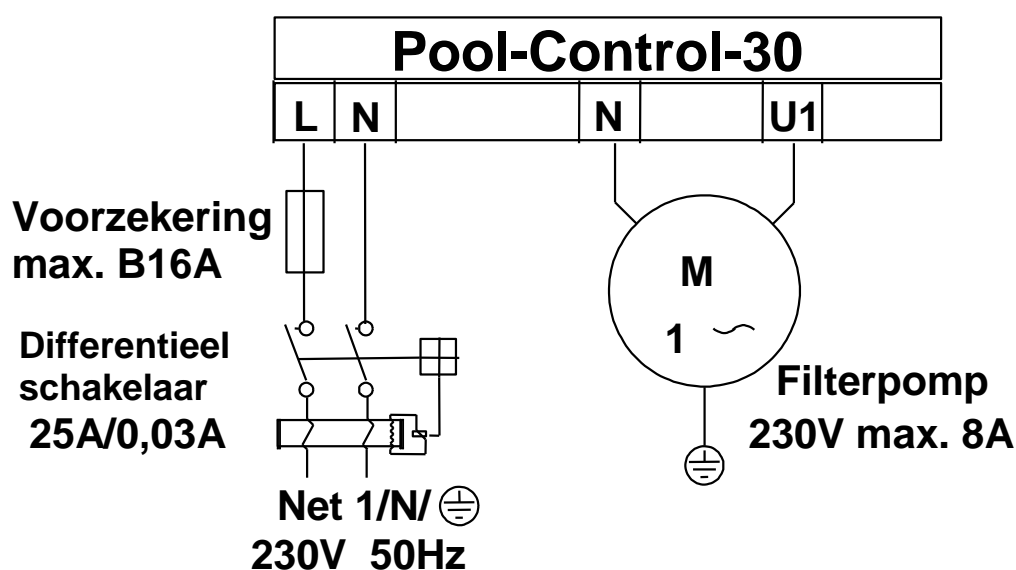 Pool-Control-30
L N N U1
Voorzekering
max. B16A
M
1
Differentieel
schakelaar
25A/0,03A
Filterpomp
230V max. 8A
Net 1/N/
230V 50Hz